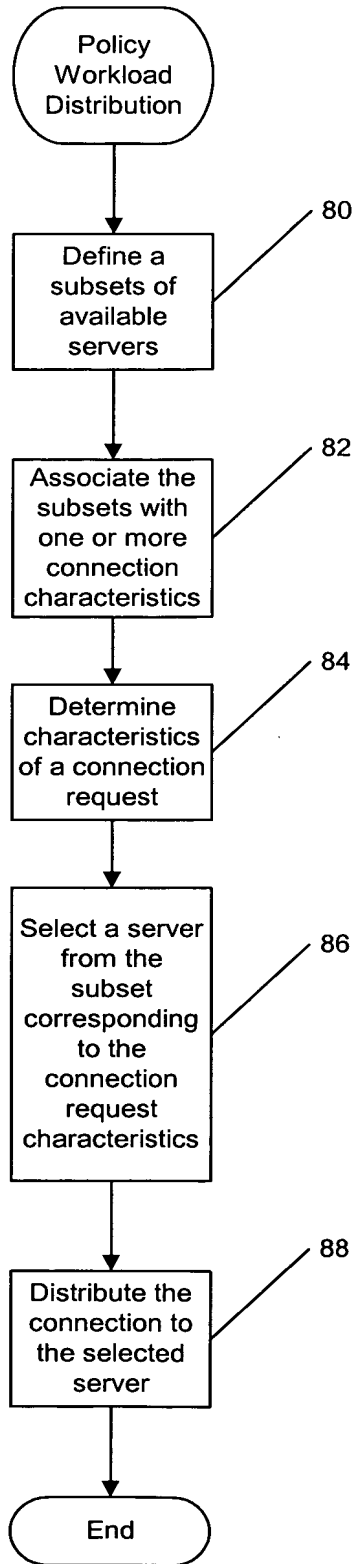 Policy
Workload
Distribution
80
Define a
subsets of
available
servers
82
Associate the
subsets with
one or more
connection
characteristics
84
Determine
characteristics
of a connection
request
86
Select a server
from the
subset
corresponding
to the
connection
request
characteristics
88
Distribute the
connection to
the selected
server
End